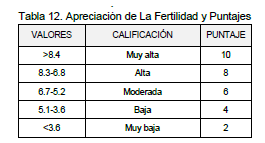 Tabla 12. Apreciación de La Fertilidad y Puntajes
VALORES CALIFICACIÓN PUNTAJE
>8.4 Muy alta 10
8.3-6.8 Alta 8
6.7-5.2 Moderada 6
5.1-3.6 Baja 4
<3.6 Muy baja 2